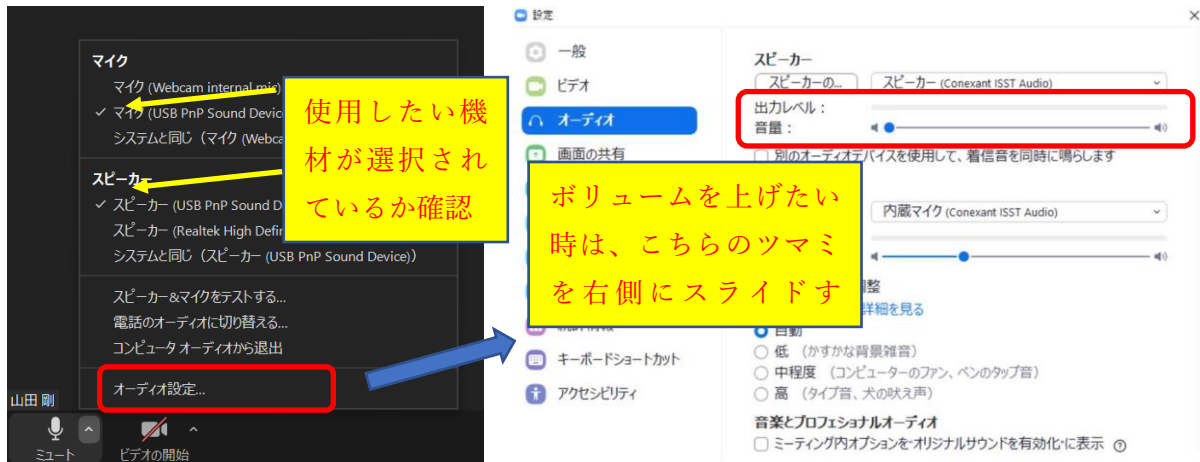 マイク
マイク (Webcam internal mic)
マイク (USB PnP Sound Devic
システムと同じ (マイク (Webca
スピーカー
スピーカー (USB PnP Sound D
スピーカー (Realtek High Defin
システムと同じ (スピーカー (USB PnP Sound Device))
スピーカー&マイクをテストする...
電話のオーディオに切り替える...
コンピュータ オーディオから退出
オーディオ設定...
山田 剛
ミュート
ビデオの開始
使用したい機
材が選択され
ているか確認
設定
一般
ビデオ
オーディオ
画面の共有
キーボードショートカット
アクセシビリティ
ボリュームを上げたい
時は、こちらのツマミ
を右側にスライドす
スピーカー
スピーカーの...
スピーカー (Conexant ISST Audio)
出力レベル：
音量：
別のオーディオデバイスを使用して、着信音を同時に鳴らします
内蔵マイク (Conexant ISST Audio)
詳細を見る
自動
低 (かすかな背景雑音)
中程度 (コンピューターのファン、ペンのタップ音)
高 (タイプ音、犬の吠え声)
音楽とプロフェショナルオーディオ
ミーティング内オプションを"オリジナルサウンドを有効化"に表示